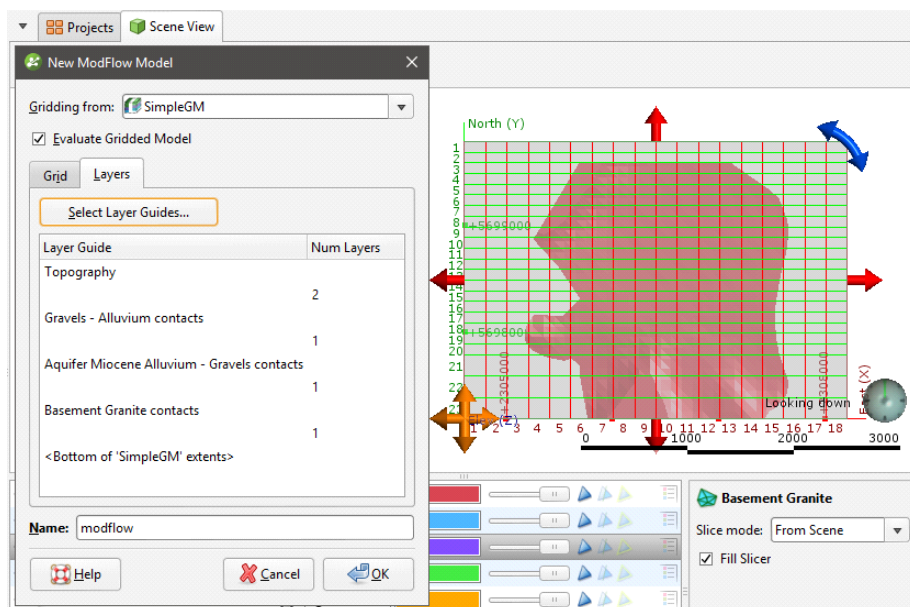 Projects
Scene View
New ModFlow Model
Gridding from: SimpleGM
Evaluate Gridded Model
Grid
Layers
Select Layer Guides...
Layer Guide Num Layers
Topography
2
Gravels - Alluvium contacts
1
Aquifer Miocene Alluvium - Gravels contacts
1
Basement Granite contacts
1
<Bottom of 'SimpleGM' extents>
Name: modflow
Help
Cancel
OK
North (Y)
1
2
3
4
5
6
7
8
9
10
11
12
13
14
15
16
17
18
19
20
21
22
+5699000
+5698000
+2305000
+2308000
East (X)
Looking down
(Z)
1 2 3 4 5 6 7 8 9 10 11 12 13 14 15 16 17 18
0 1000 2000 3000
Basement Granite
Slice mode: From Scene
Fill Slicer